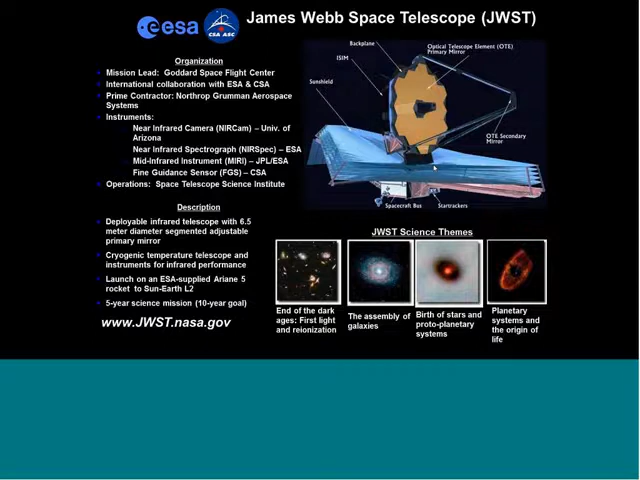 esa
CSA ASC
James Webb Space Telescope (JWST)
Organization
Mission Lead: Goddard Space Flight Center
International collaboration with ESA & CSA
Prime Contractor: Northrop Grumman Aerospace
Systems
Instruments:
Near Infrared Camera (NIRCam) – Univ. of
Arizona
Near Infrared Spectrograph (NIRSpec) – ESA
Mid-Infrared Instrument (MIRI) – JPL/ESA
Fine Guidance Sensor (FGS) – CSA
Operations: Space Telescope Science Institute
Description
Deployable infrared telescope with 6.5
meter diameter segmented adjustable
primary mirror
Cryogenic temperature telescope and
instruments for infrared performance
Launch on an ESA-supplied Ariane 5
rocket to Sun-Earth L2
5-year science mission (10-year goal)
www.JWST.nasa.gov
Backplane
Optical Telescope Element (OTE)
Primary Mirror
ISIM
Sunshield
OTE Secondary
Mirror
Spacecraft Bus
Startrackers
JWST Science Themes
End of the dark
ages: First light
and reionization
The assembly of
galaxies
Birth of stars and
proto-planetary
systems
Planetary
systems and
the origin of
life